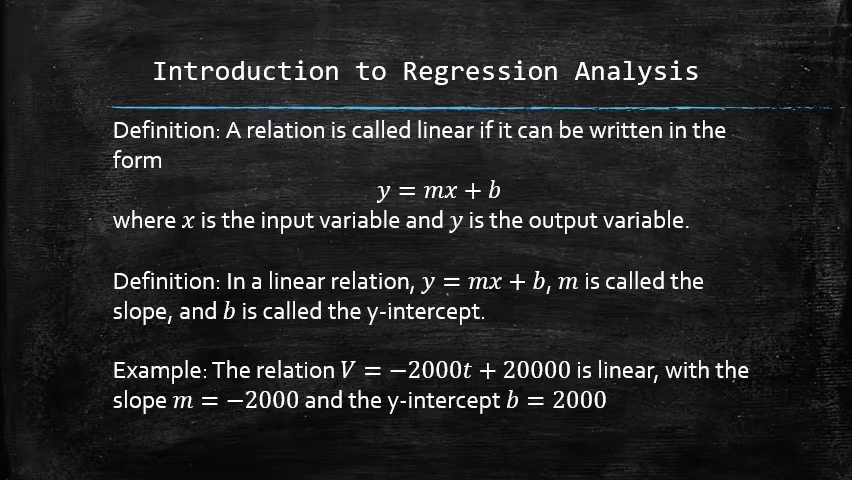 Introduction to Regression Analysis
Definition: A relation is called linear if it can be written in the
form
y = mx + b
where x is the input variable and y is the output variable.
Definition: In a linear relation, y = mx + b, m is called the
slope, and b is called the y-intercept.
Example: The relation V = −2000t + 20000 is linear, with the
slope m = −2000 and the y-intercept b = 2000